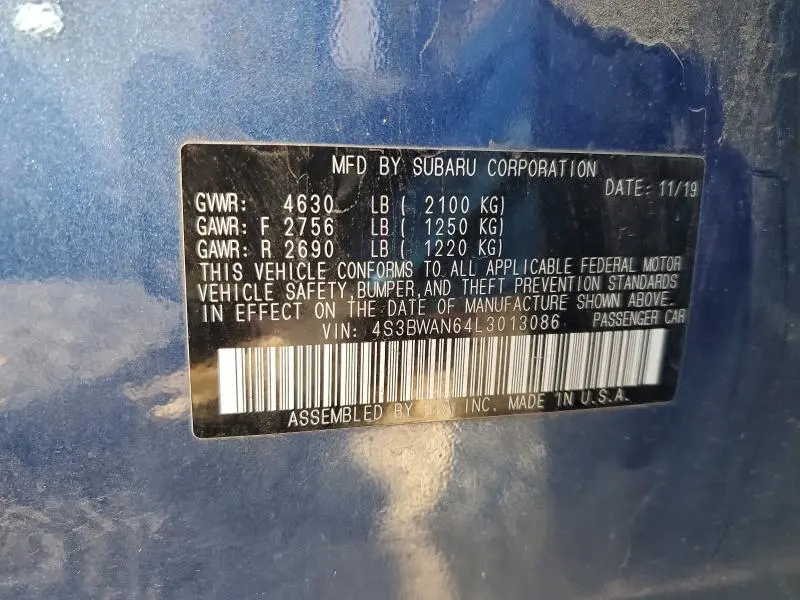 MFD BY SUBARU CORPORATION
DATE: 11/19
GVWR: 4630 LB ( 2100 KG)
GAWR: F 2756 LB ( 1250 KG)
GAWR: R 2690 LB ( 1220 KG)
THIS VEHICLE CONFORMS TO ALL APPLICABLE FEDERAL MOTOR
VEHICLE SAFETY, BUMPER, AND THEFT PREVENTION STANDARDS
IN EFFECT ON THE DATE OF MANUFACTURE SHOWN ABOVE.
VIN: 4S3BWAN64L3013086 PASSENGER CAR
ASSEMBLED BY INC. MADE IN U.S.A.